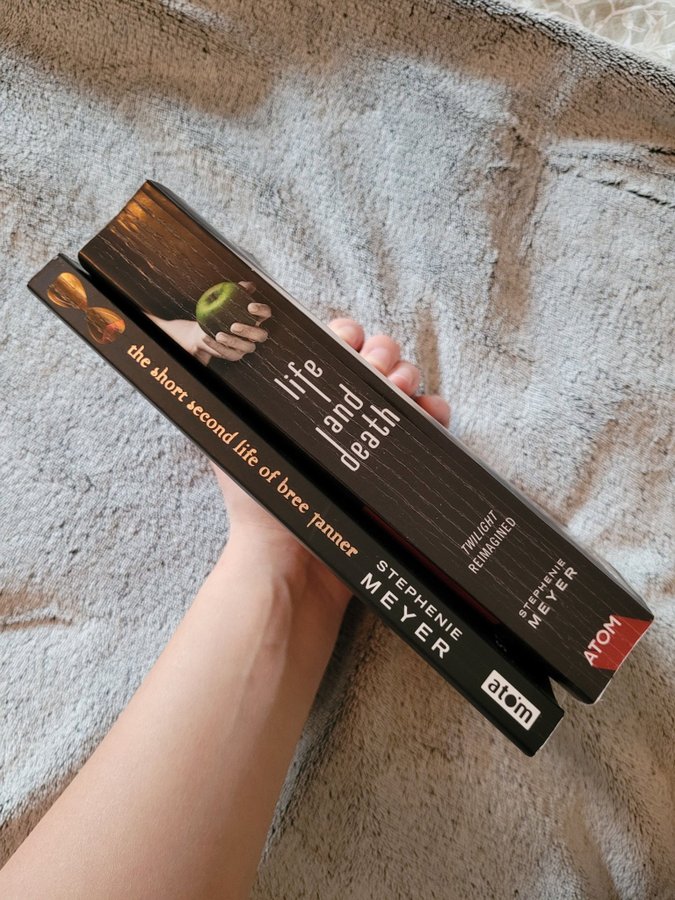 the short second life of bree tanner
STEPHENIE
MEYER
atom
life
and
death
TWILIGHT
REIMAGINED
STEPHENIE
MEYER
ATOM